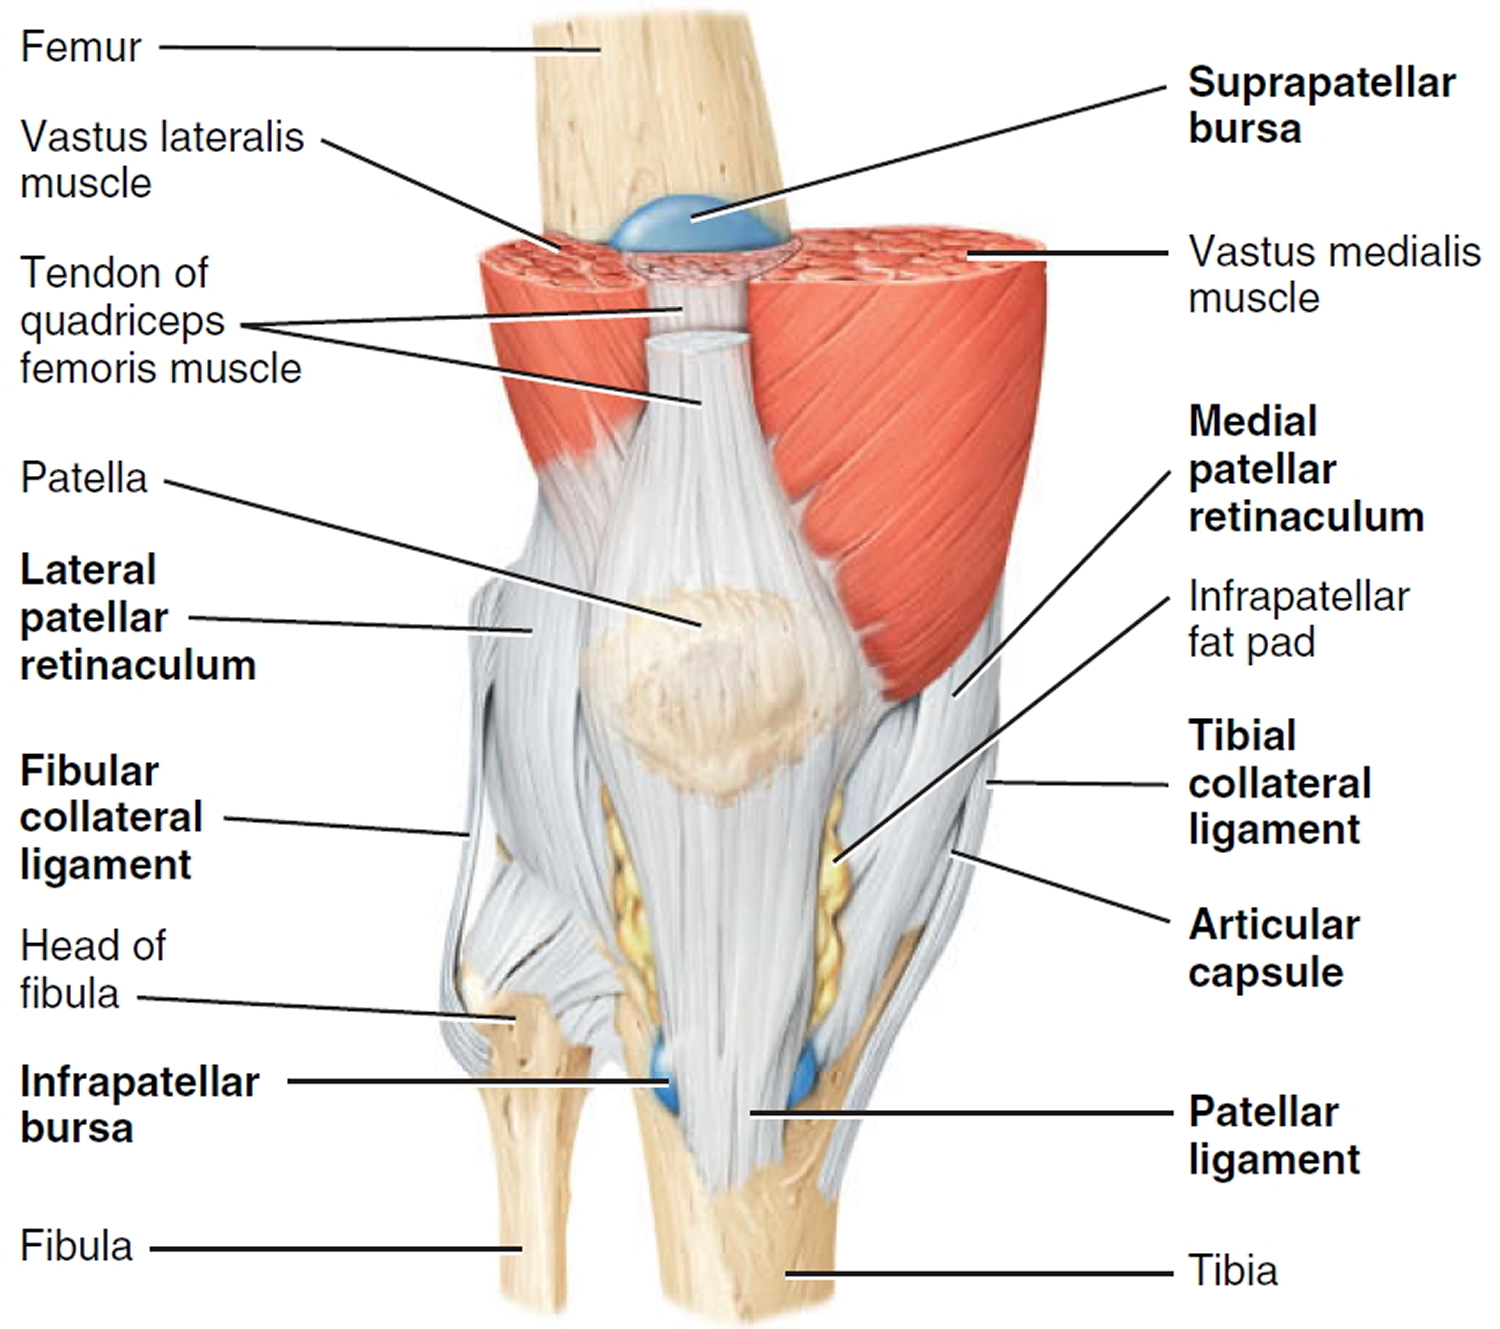 Femur
Vastus lateralis
muscle
Tendon of
quadriceps
femoris muscle
Patella
Lateral
patellar
retinaculum
Fibular
collateral
ligament
Head of
fibula
Infrapatellar
bursa
Fibula
Suprapatellar
bursa
Vastus medialis
muscle
Medial
patellar
retinaculum
Infrapatellar
fat pad
Tibial
collateral
ligament
Articular
capsule
Patellar
ligament
Tibia